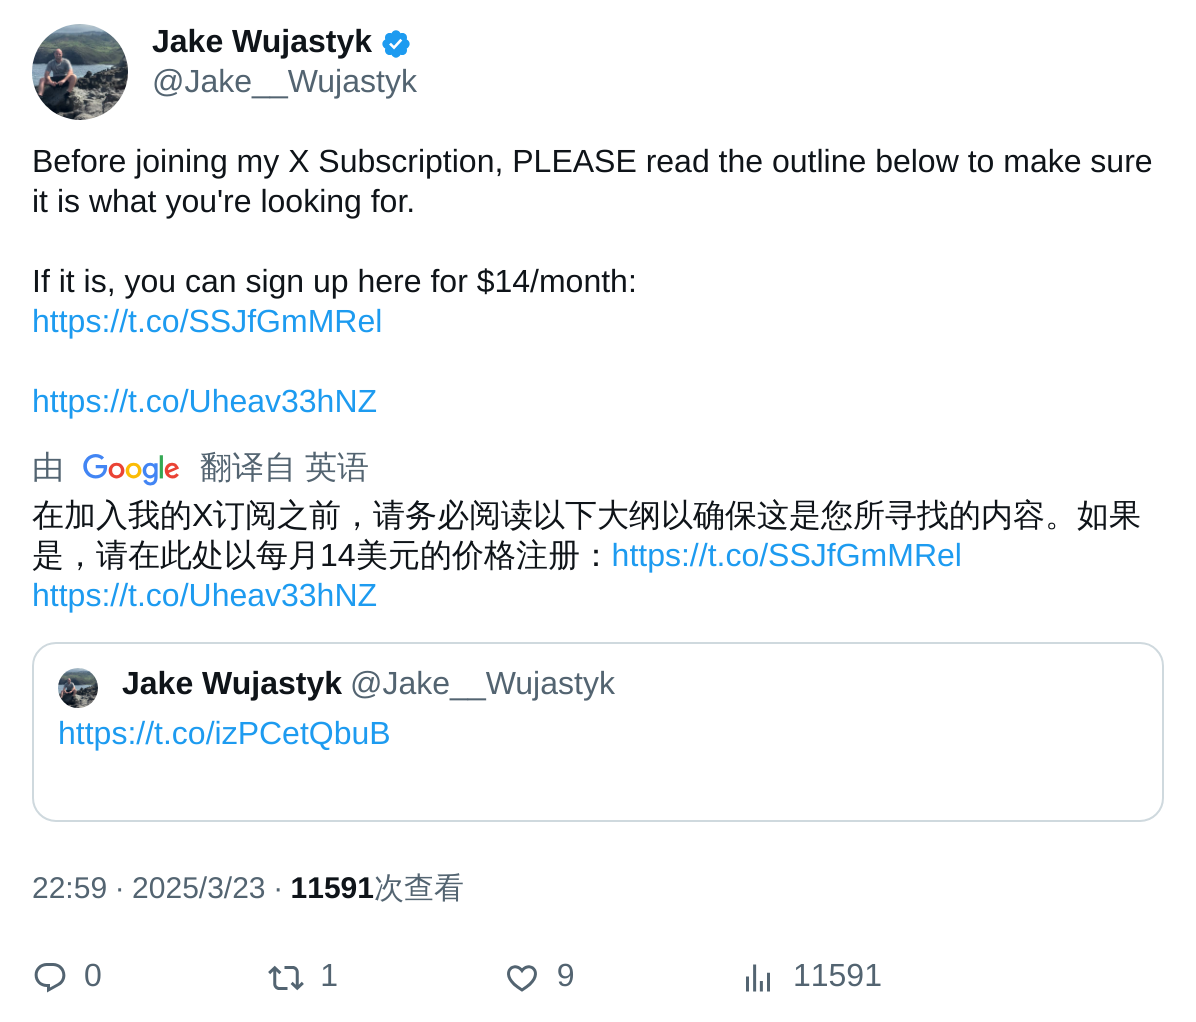 Jake Wujastyk
@Jake__Wujastyk
Before joining my X Subscription, PLEASE read the outline below to make sure
it is what you're looking for.
If it is, you can sign up here for $14/month:
https://t.co/SSJfGmMRel
https://t.co/Uheav33hNZ
由 Google 翻译自 英语
在加入我的X订阅之前，请务必阅读以下大纲以确保这是您所寻找的内容。如果
是，请在此处以每月14美元的价格注册：https://t.co/SSJfGmMRel
https://t.co/Uheav33hNZ
Jake Wujastyk @Jake__Wujastyk
https://t.co/izPCetQbuB
22:59 · 2025/3/23 · 11591次查看
0 1 9 11591